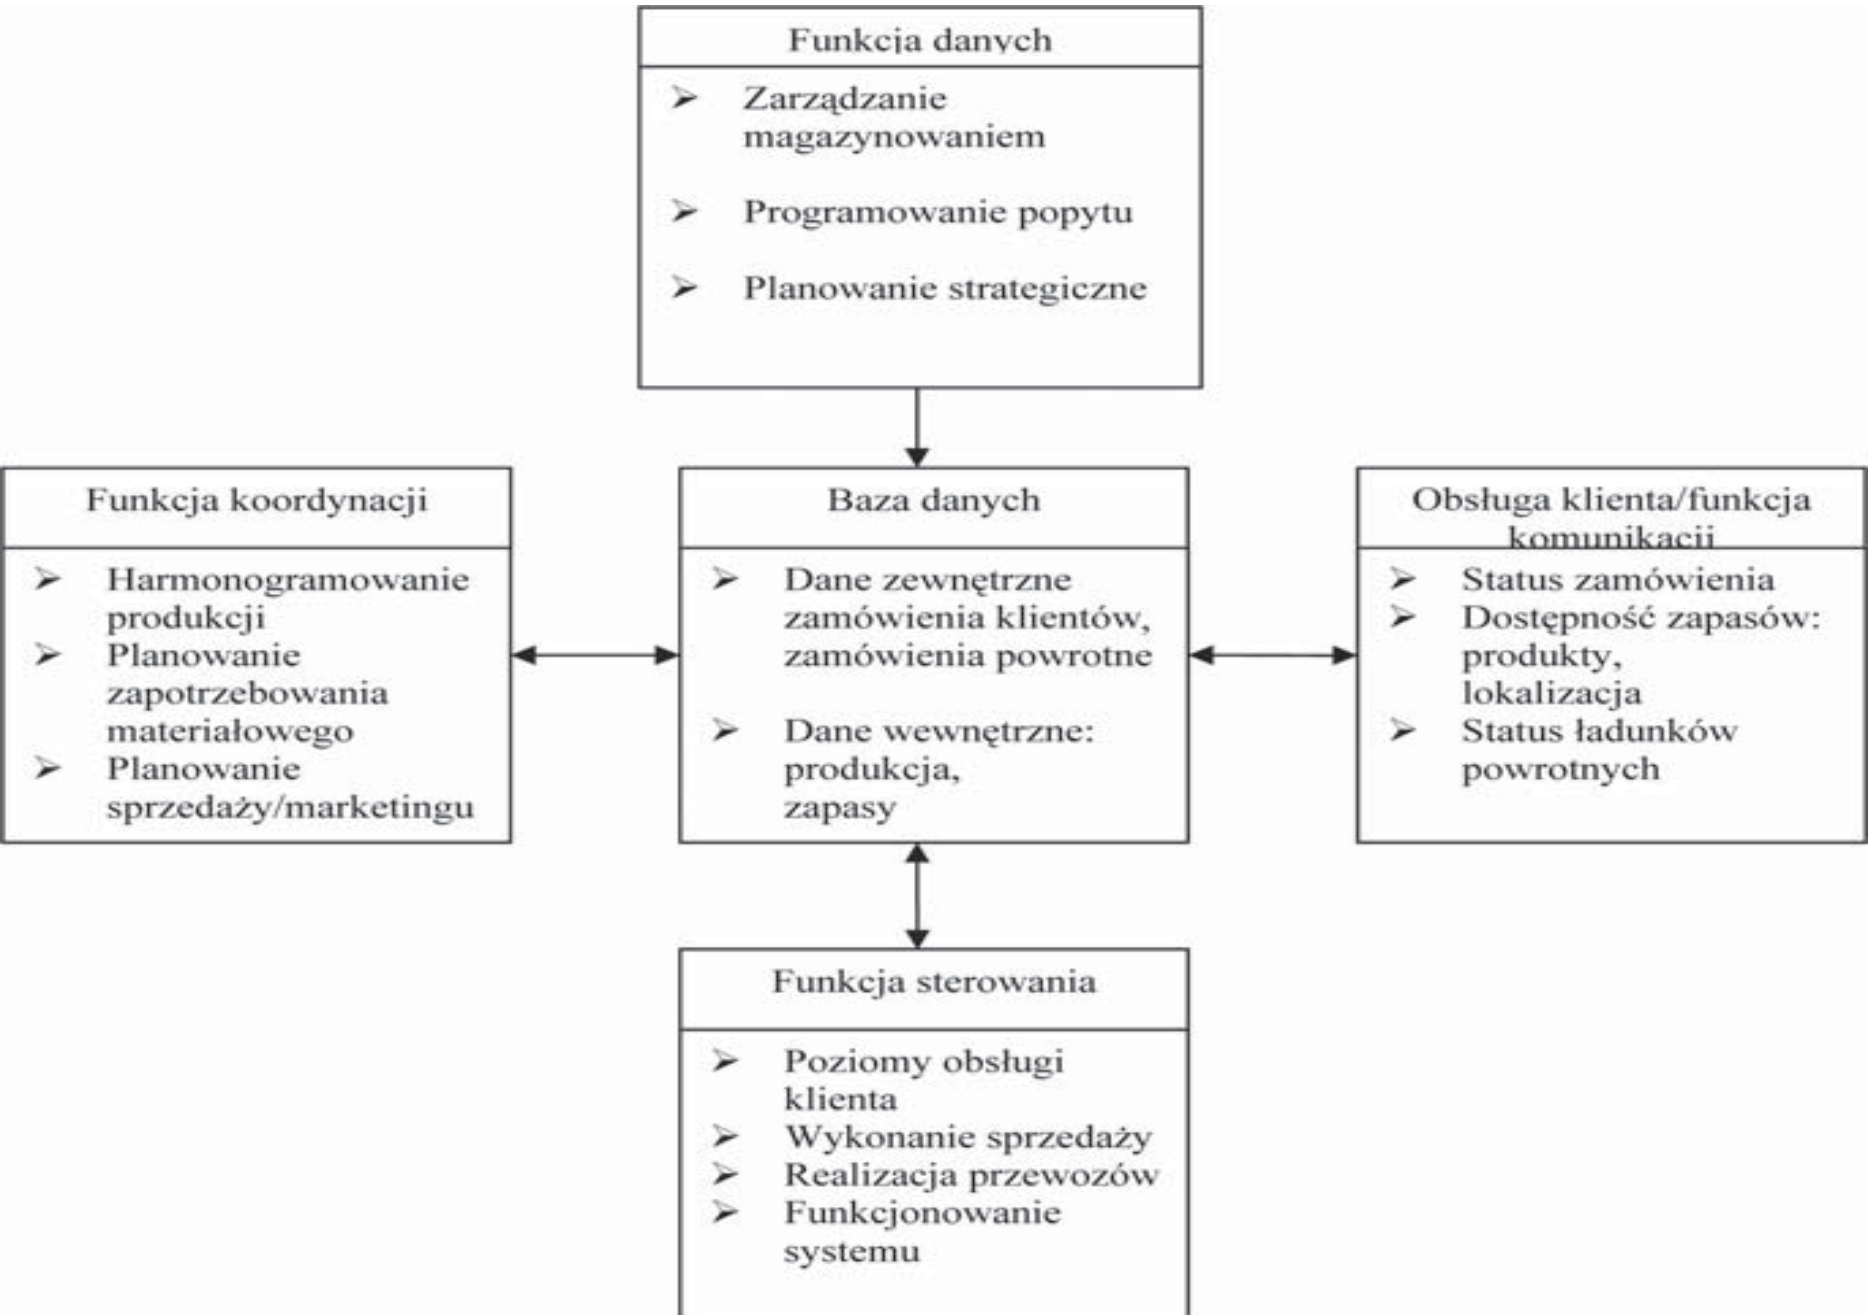 Funkcja danych
➢ Zarządzanie
magazynowaniem
➢ Programowanie popytu
➢ Planowanie strategiczne
Funkcja koordynacji
➢ Harmonogramowanie
produkcji
➢ Planowanie
zapotrzebowania
materiałowego
➢ Planowanie
sprzedaży/marketingu
Baza danych
➢ Dane zewnętrzne
zamówienia klientów,
zamówienia powrotne
➢ Dane wewnętrzne:
produkcja,
zapasy
Obsługa klienta/funkcja
komunikacji
➢ Status zamówienia
➢ Dostępność zapasów:
produkty,
lokalizacja
➢ Status ładunków
powrotnych
Funkcja sterowania
➢ Poziomy obsługi
klienta
➢ Wykonanie sprzedaży
➢ Realizacja przewozów
➢ Funkcjonowanie
systemu